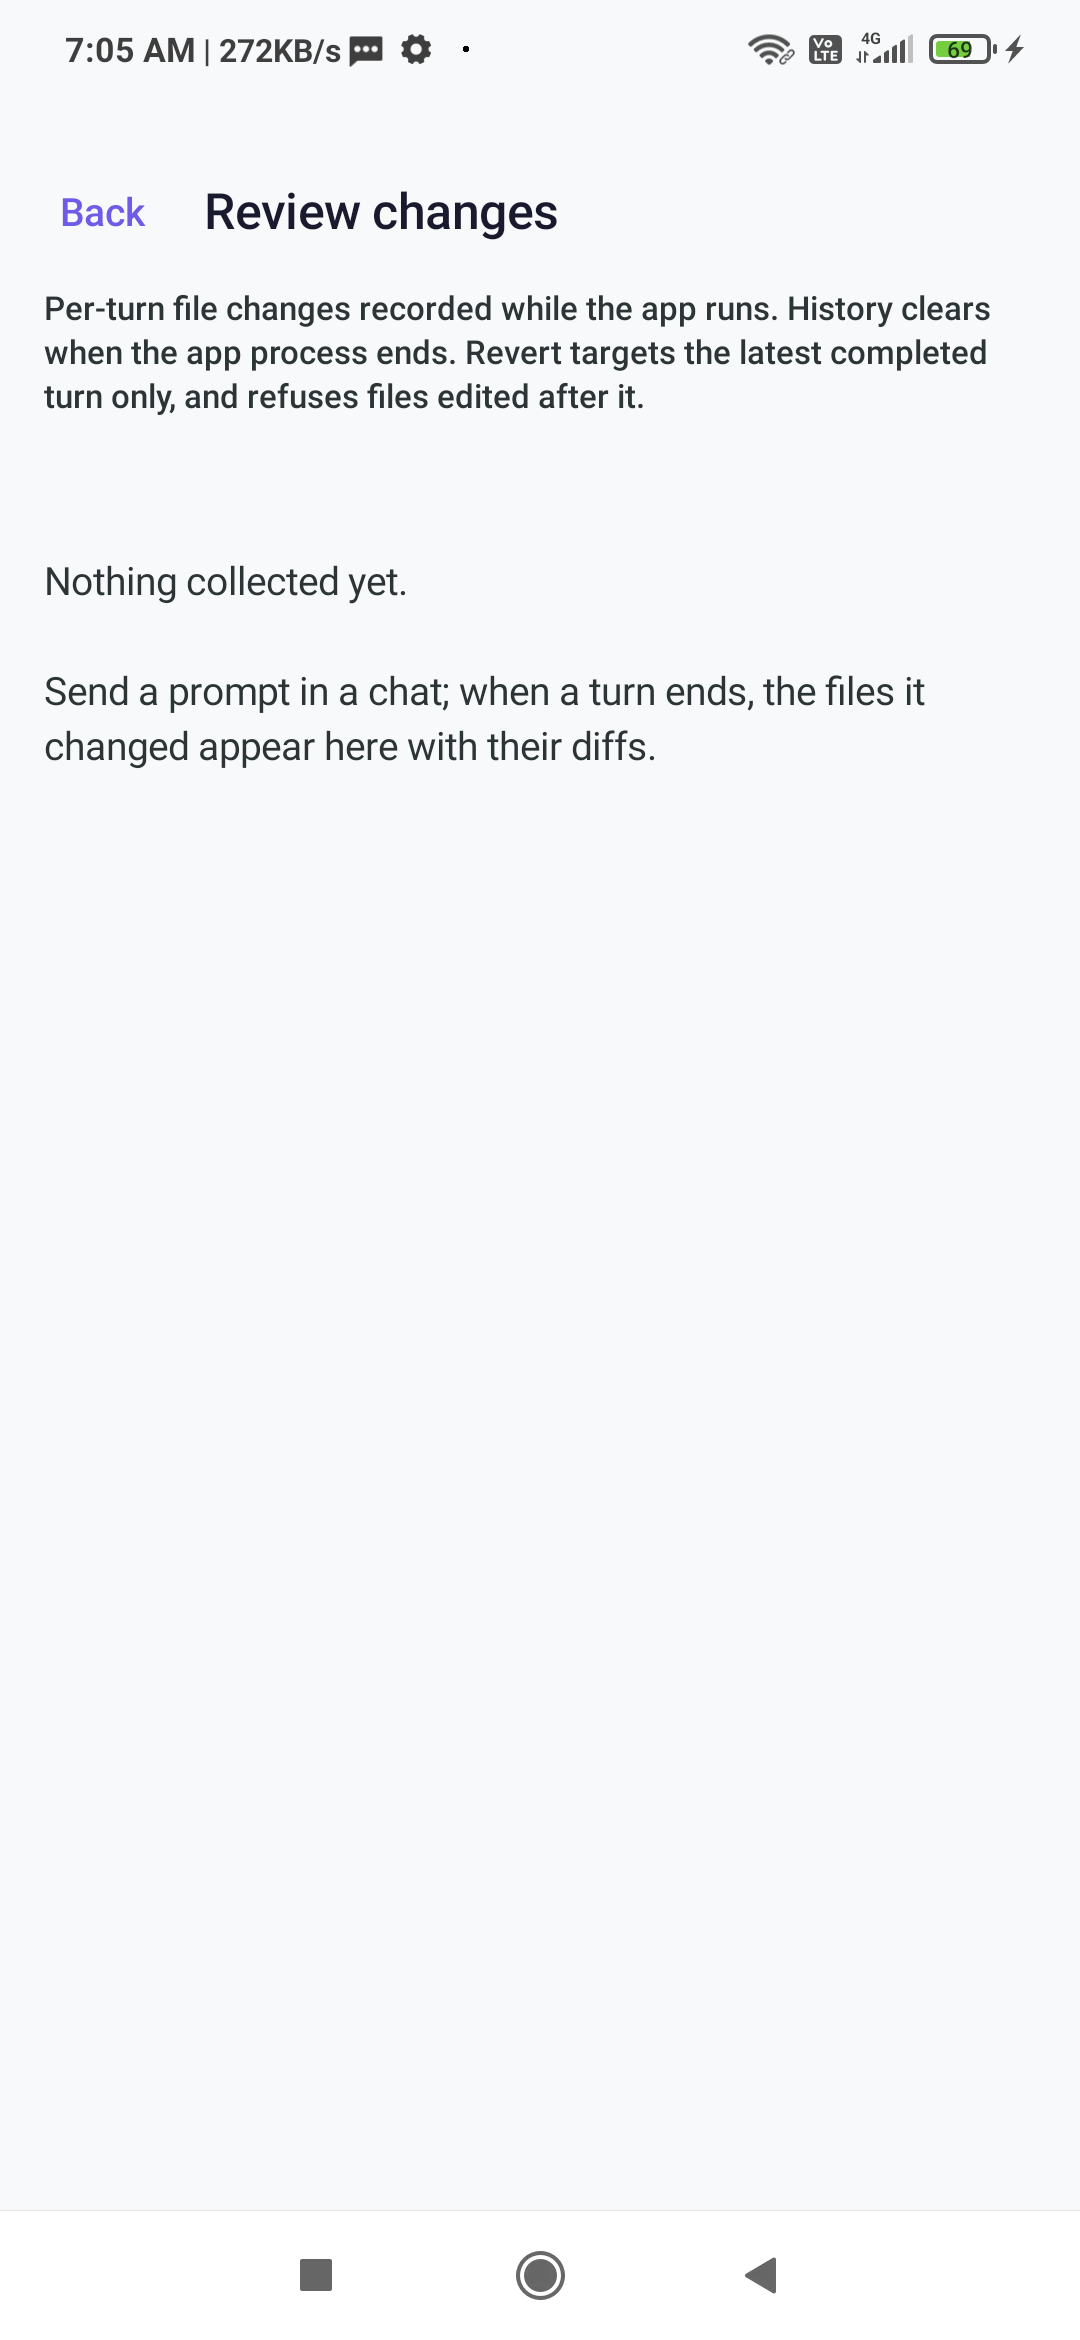 7:05 AM | 272KB/s
Vo LTE
4G
69
Back
Review changes
Per-turn file changes recorded while the app runs. History clears
when the app process ends. Revert targets the latest completed
turn only, and refuses files edited after it.
Nothing collected yet.
Send a prompt in a chat; when a turn ends, the files it
changed appear here with their diffs.